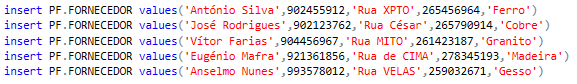 insert PF.FORNECEDOR values('António Silva',902455912,'Rua XPTO',265456964,'Ferro')
insert PF.FORNECEDOR values('José Rodrigues',902123762,'Rua César',265790914,'Cobre')
insert PF.FORNECEDOR values('Vítor Farias',904456967,'Rua MITO',261423187,'Granito')
insert PF.FORNECEDOR values('Eugénio Mafra',921361856,'Rua de CIMA',278345193,'Madeira')
insert PF.FORNECEDOR values('Anselmo Nunes',993578012,'Rua VELAS',259032671,'Gesso')